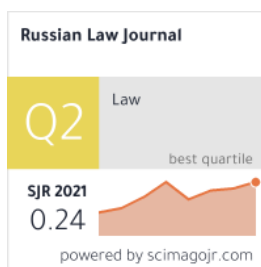 Russian Law Journal
Q2
Law
best quartile
SJR 2021
0.24
powered by scimagojr.com